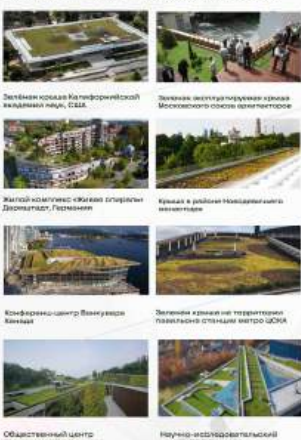 Зелёная крыша Калифорнийской
академии наук, США
Зеленая эксплуатируемая крыша
Московского союза архитекторов
Жилой комплекс «Живая спираль»
Дармштадт, Германия
Крыша в районе Новодевичьего
монастыря
Конференц-центр Ванкувера
Канада
Зеленая крыша на территории
павильона станции метро ЦСКА
Общественный центр
Научно-исследовательский